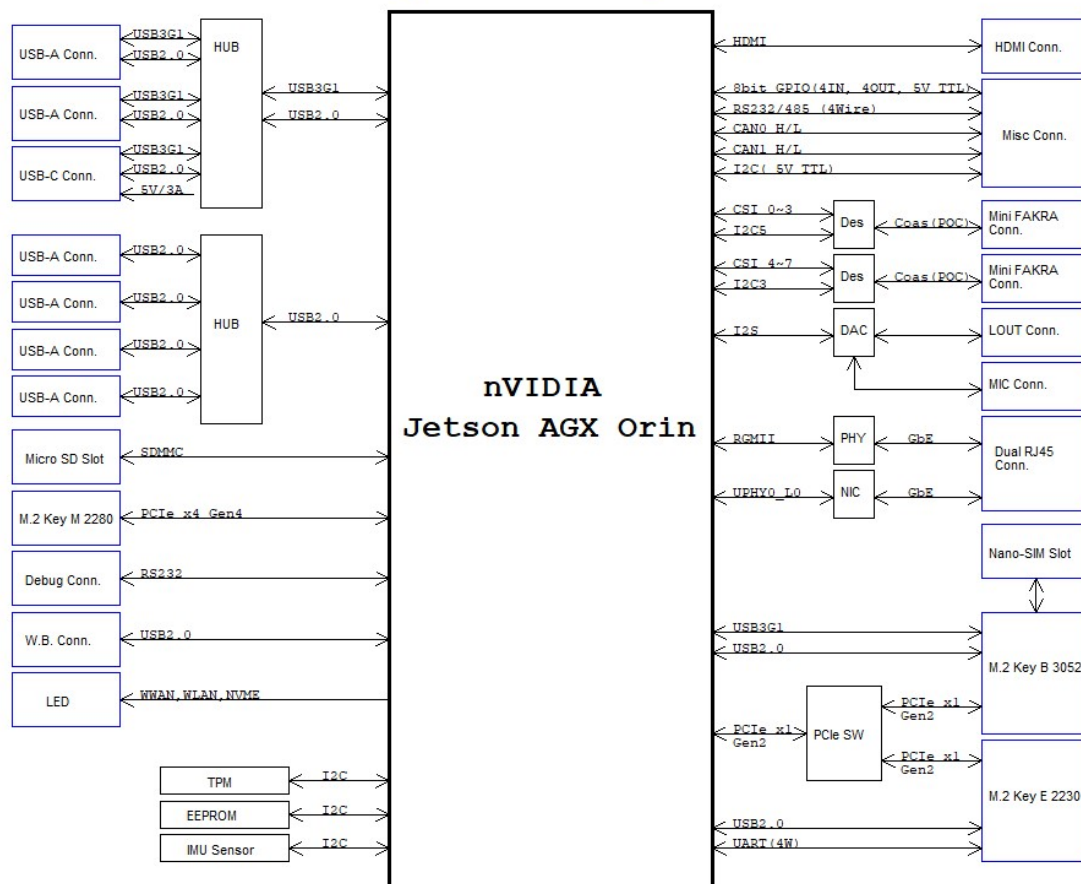 USB-A Conn.
USB3G1
USB2.0
HUB
USB-A Conn.
USB3G1
USB2.0
USB3G1
USB2.0
USB-C Conn.
USB3G1
USB2.0
5V/3A
USB-A Conn.
USB2.0
USB-A Conn.
USB2.0
HUB
USB2.0
USB-A Conn.
USB2.0
USB-A Conn.
USB2.0
Micro SD Slot
SDMMC
M.2 Key M 2280
PCIe x4 Gen4
Debug Conn.
RS232
W.B. Conn.
USB2.0
LED
WWAN,WLAN,NVME
TPM
I2C
EEPROM
I2C
IMU Sensor
I2C
nVIDIA
Jetson AGX Orin
HDMI
HDMI Conn.
8bit GPIO(4IN, 4OUT, 5V TTL)
RS232/485 (4Wire)
CAN0 H/L
CAN1 H/L
I2C( 5V TTL)
Misc Conn.
CSI 0~3
I2C5
Des
Coas(POC)
Mini FAKRA
Conn.
CSI 4~7
I2C3
Des
Coas(POC)
Mini FAKRA
Conn.
I2S
DAC
LOUT Conn.
MIC Conn.
RGMII
PHY
GbE
Dual RJ45
Conn.
UPHY0_L0
NIC
GbE
Nano-SIM Slot
USB3G1
USB2.0
M.2 Key B 3052
PCIe x1
Gen2
PCIe SW
PCIe x1
Gen2
PCIe x1
Gen2
M.2 Key E 2230
USB2.0
UART(4W)